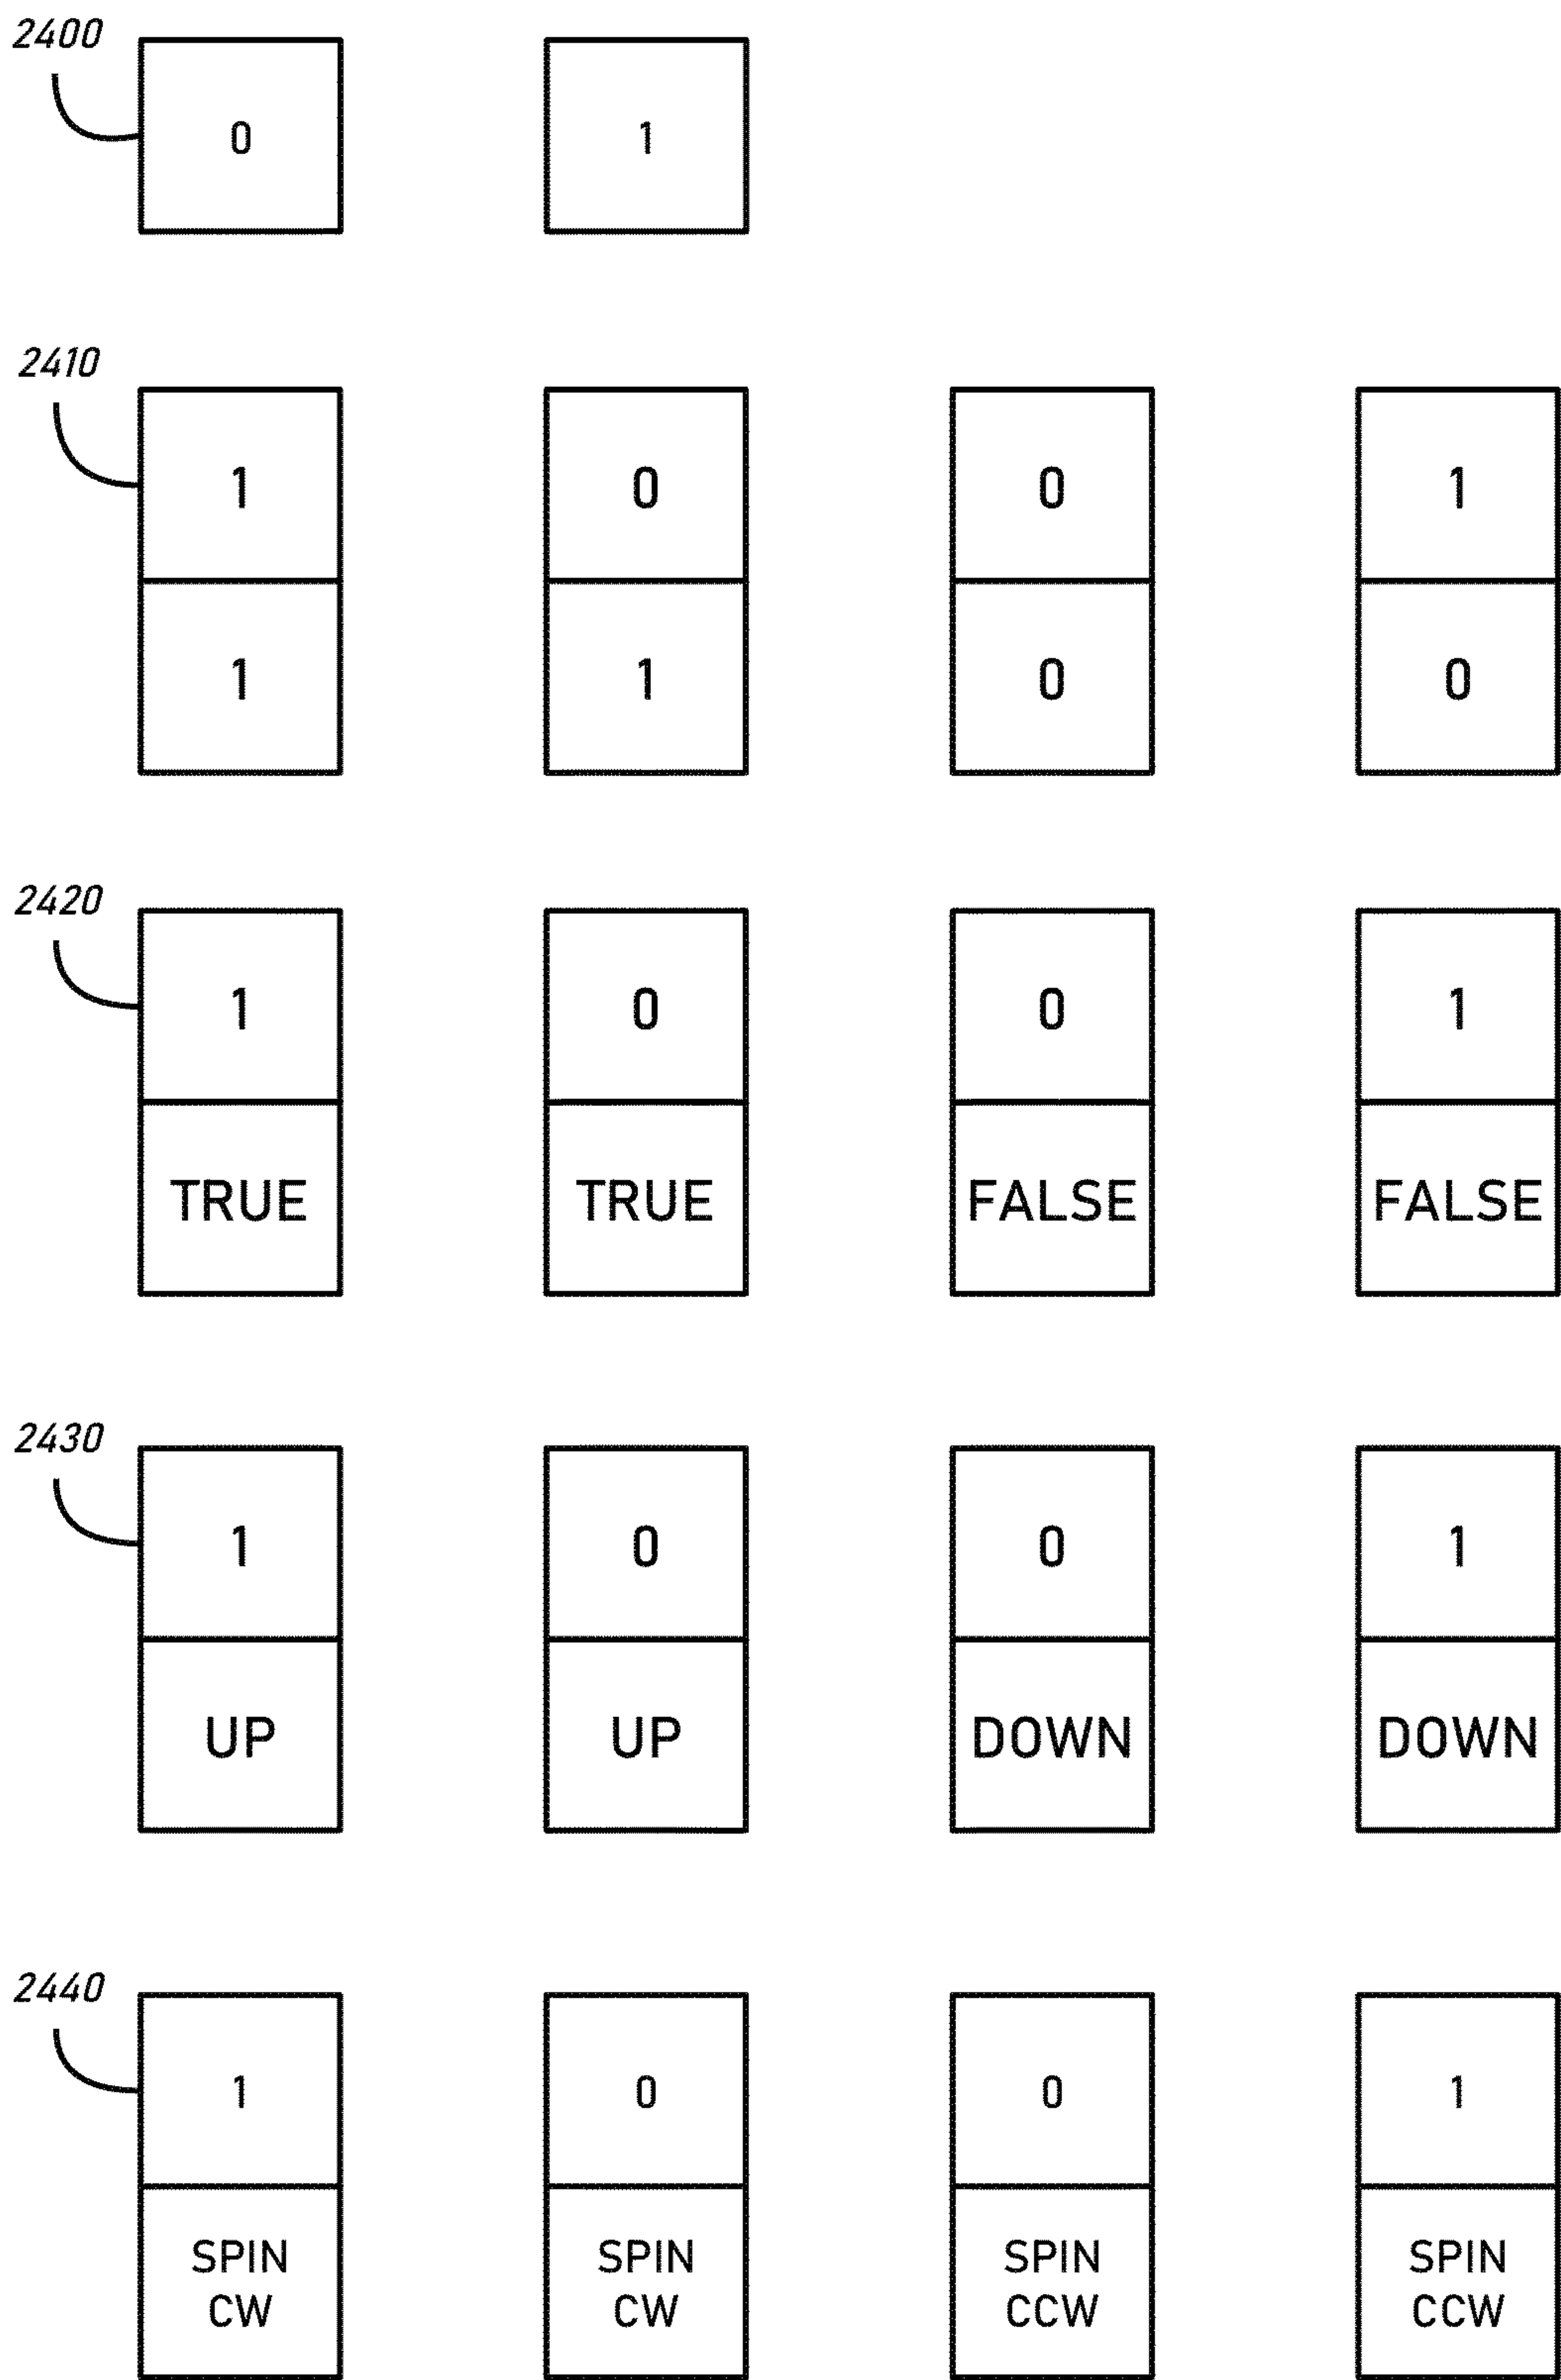 2400
0 1
2410
1 0 0 1
1 1 0 0
2420
1 0 0 1
TRUE TRUE FALSE FALSE
2430
1 0 0 1
UP UP DOWN DOWN
2440
1 0 0 1
SPIN SPIN SPIN SPIN
CW CW CCW CCW